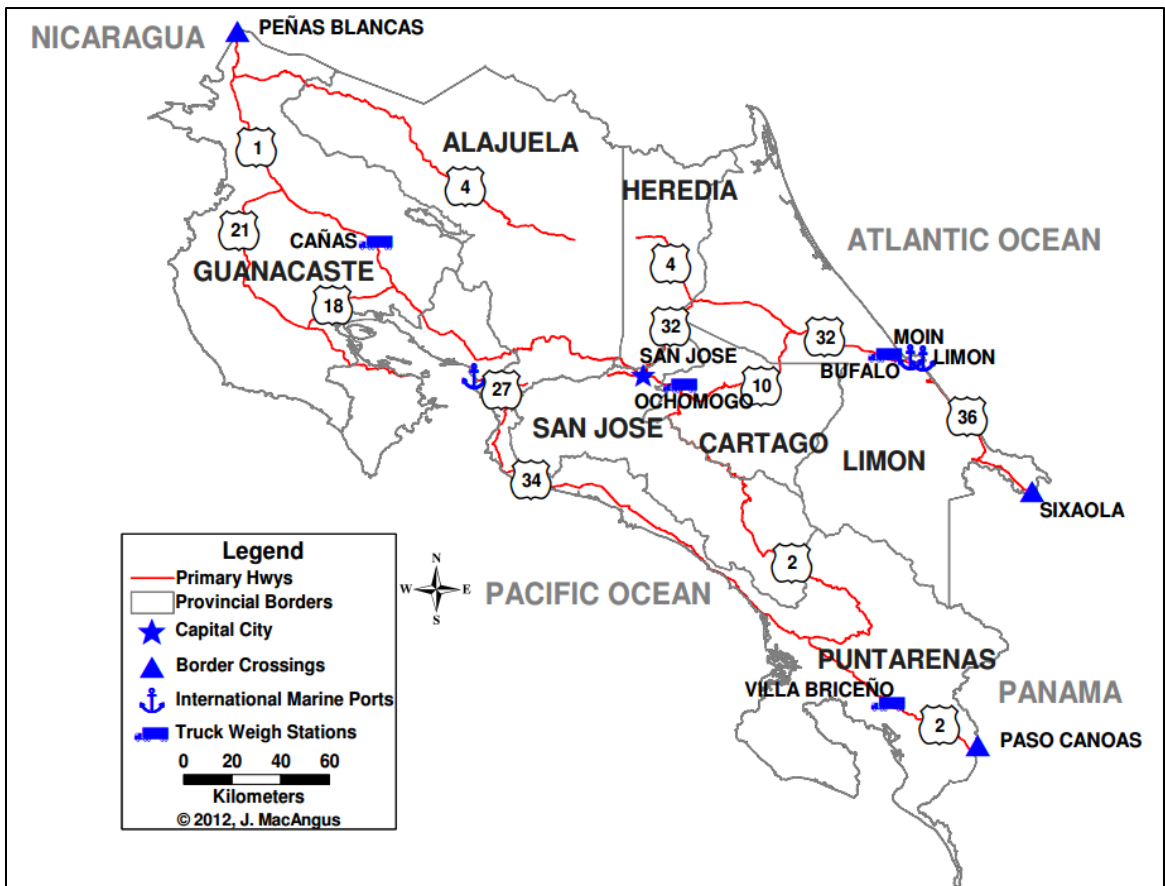 NICARAGUA
PEÑAS BLANCAS
1
ALAJUELA
4
HEREDIA
21
CAÑAS
GUANACASTE
4
ATLANTIC OCEAN
18
32
32
MOIN
SAN JOSE
LIMON
BUFALO
27
10
OCHOMOGO
SAN JOSE
CARTAGO
36
LIMON
34
SIXAOLA
2
PACIFIC OCEAN
PUNTARENAS
VILLA BRICEÑO
PANAMA
2
PASO CANOAS
Legend
Primary Hwys
Provincial Borders
Capital City
Border Crossings
International Marine Ports
Truck Weigh Stations
0 20 40 60
Kilometers
© 2012, J. MacAngus
N
W E
S